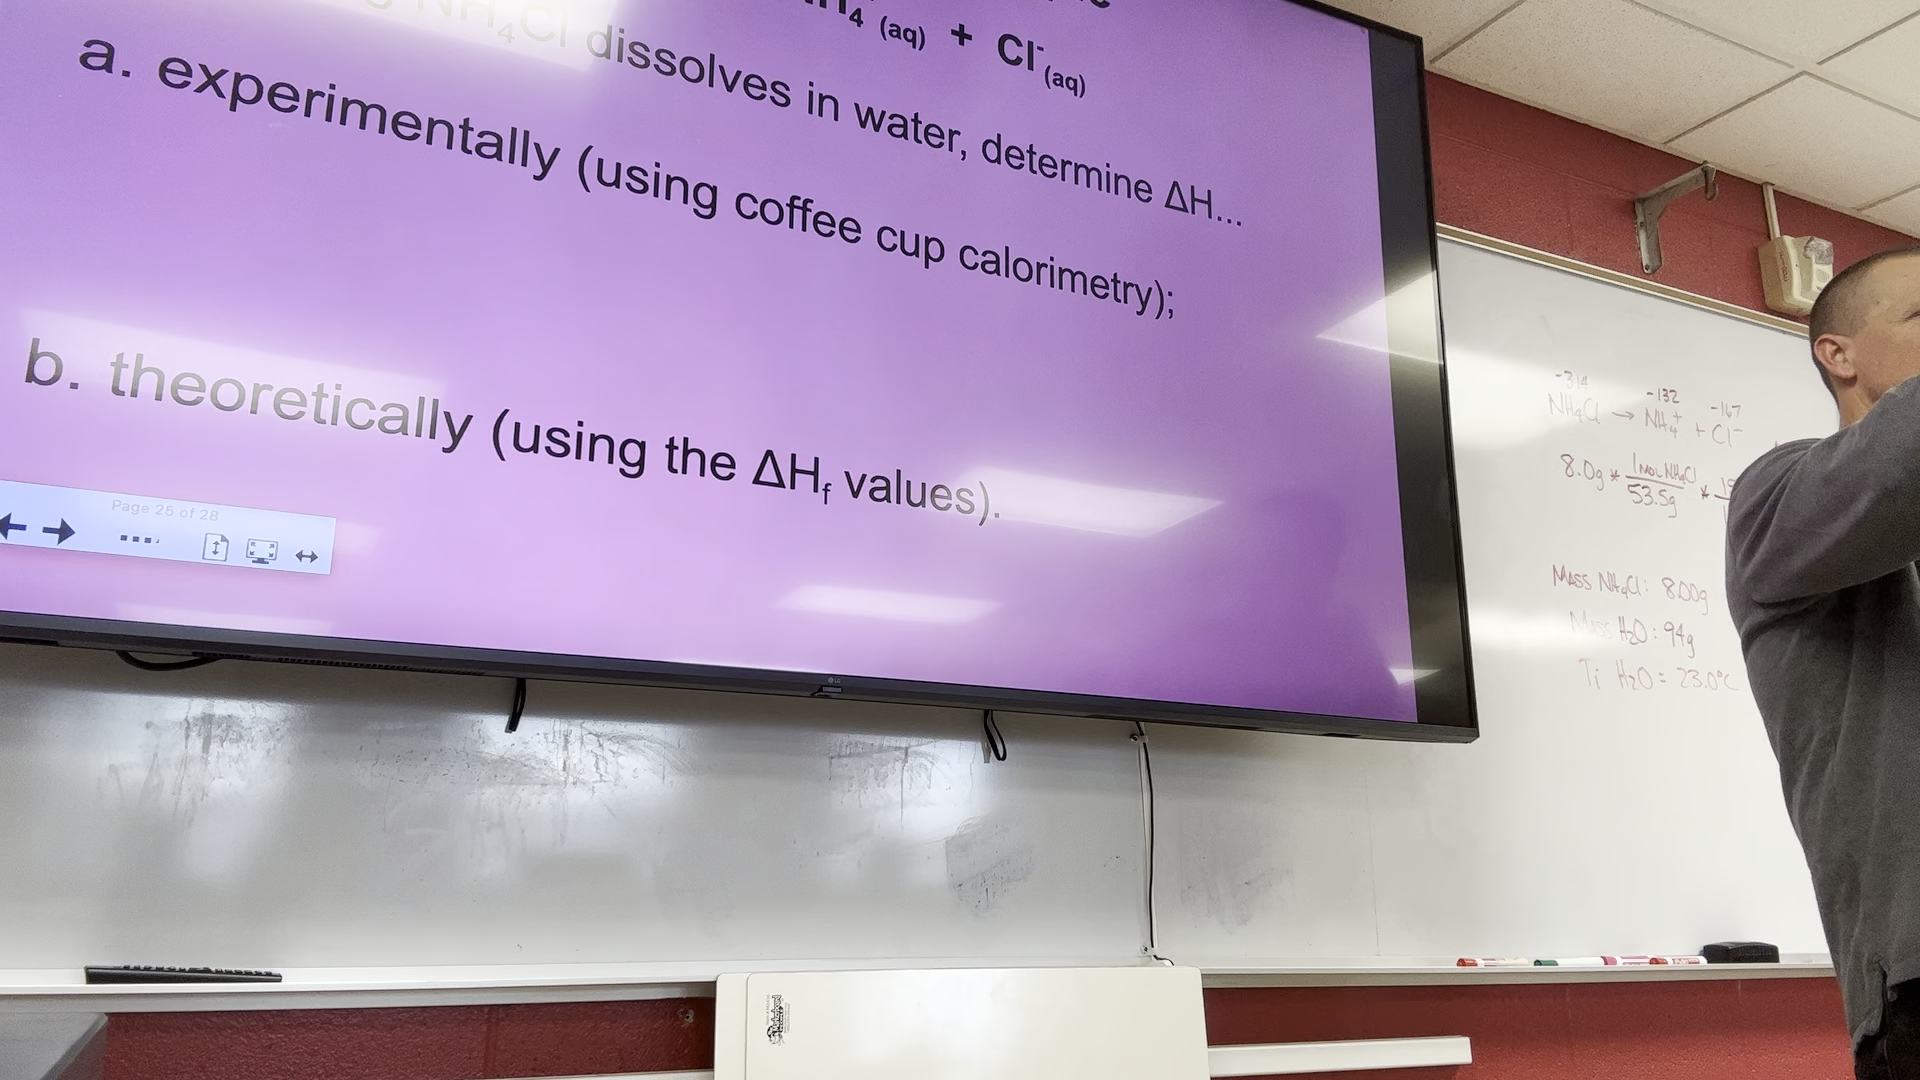 (aq) + Cl-(aq)
NH4Cl dissolves in water, determine ΔH...
a. experimentally (using coffee cup calorimetry);
b. theoretically (using the ΔHf values).
Page 25 of 28
LG
-314 -132 -167
NH4Cl → NH4+ + Cl-
8.0g * 1 mol NH4Cl / 53.5g *
Mass NH4Cl: 8.00g
Mass H2O: 94g
Ti H2O = 23.0°C